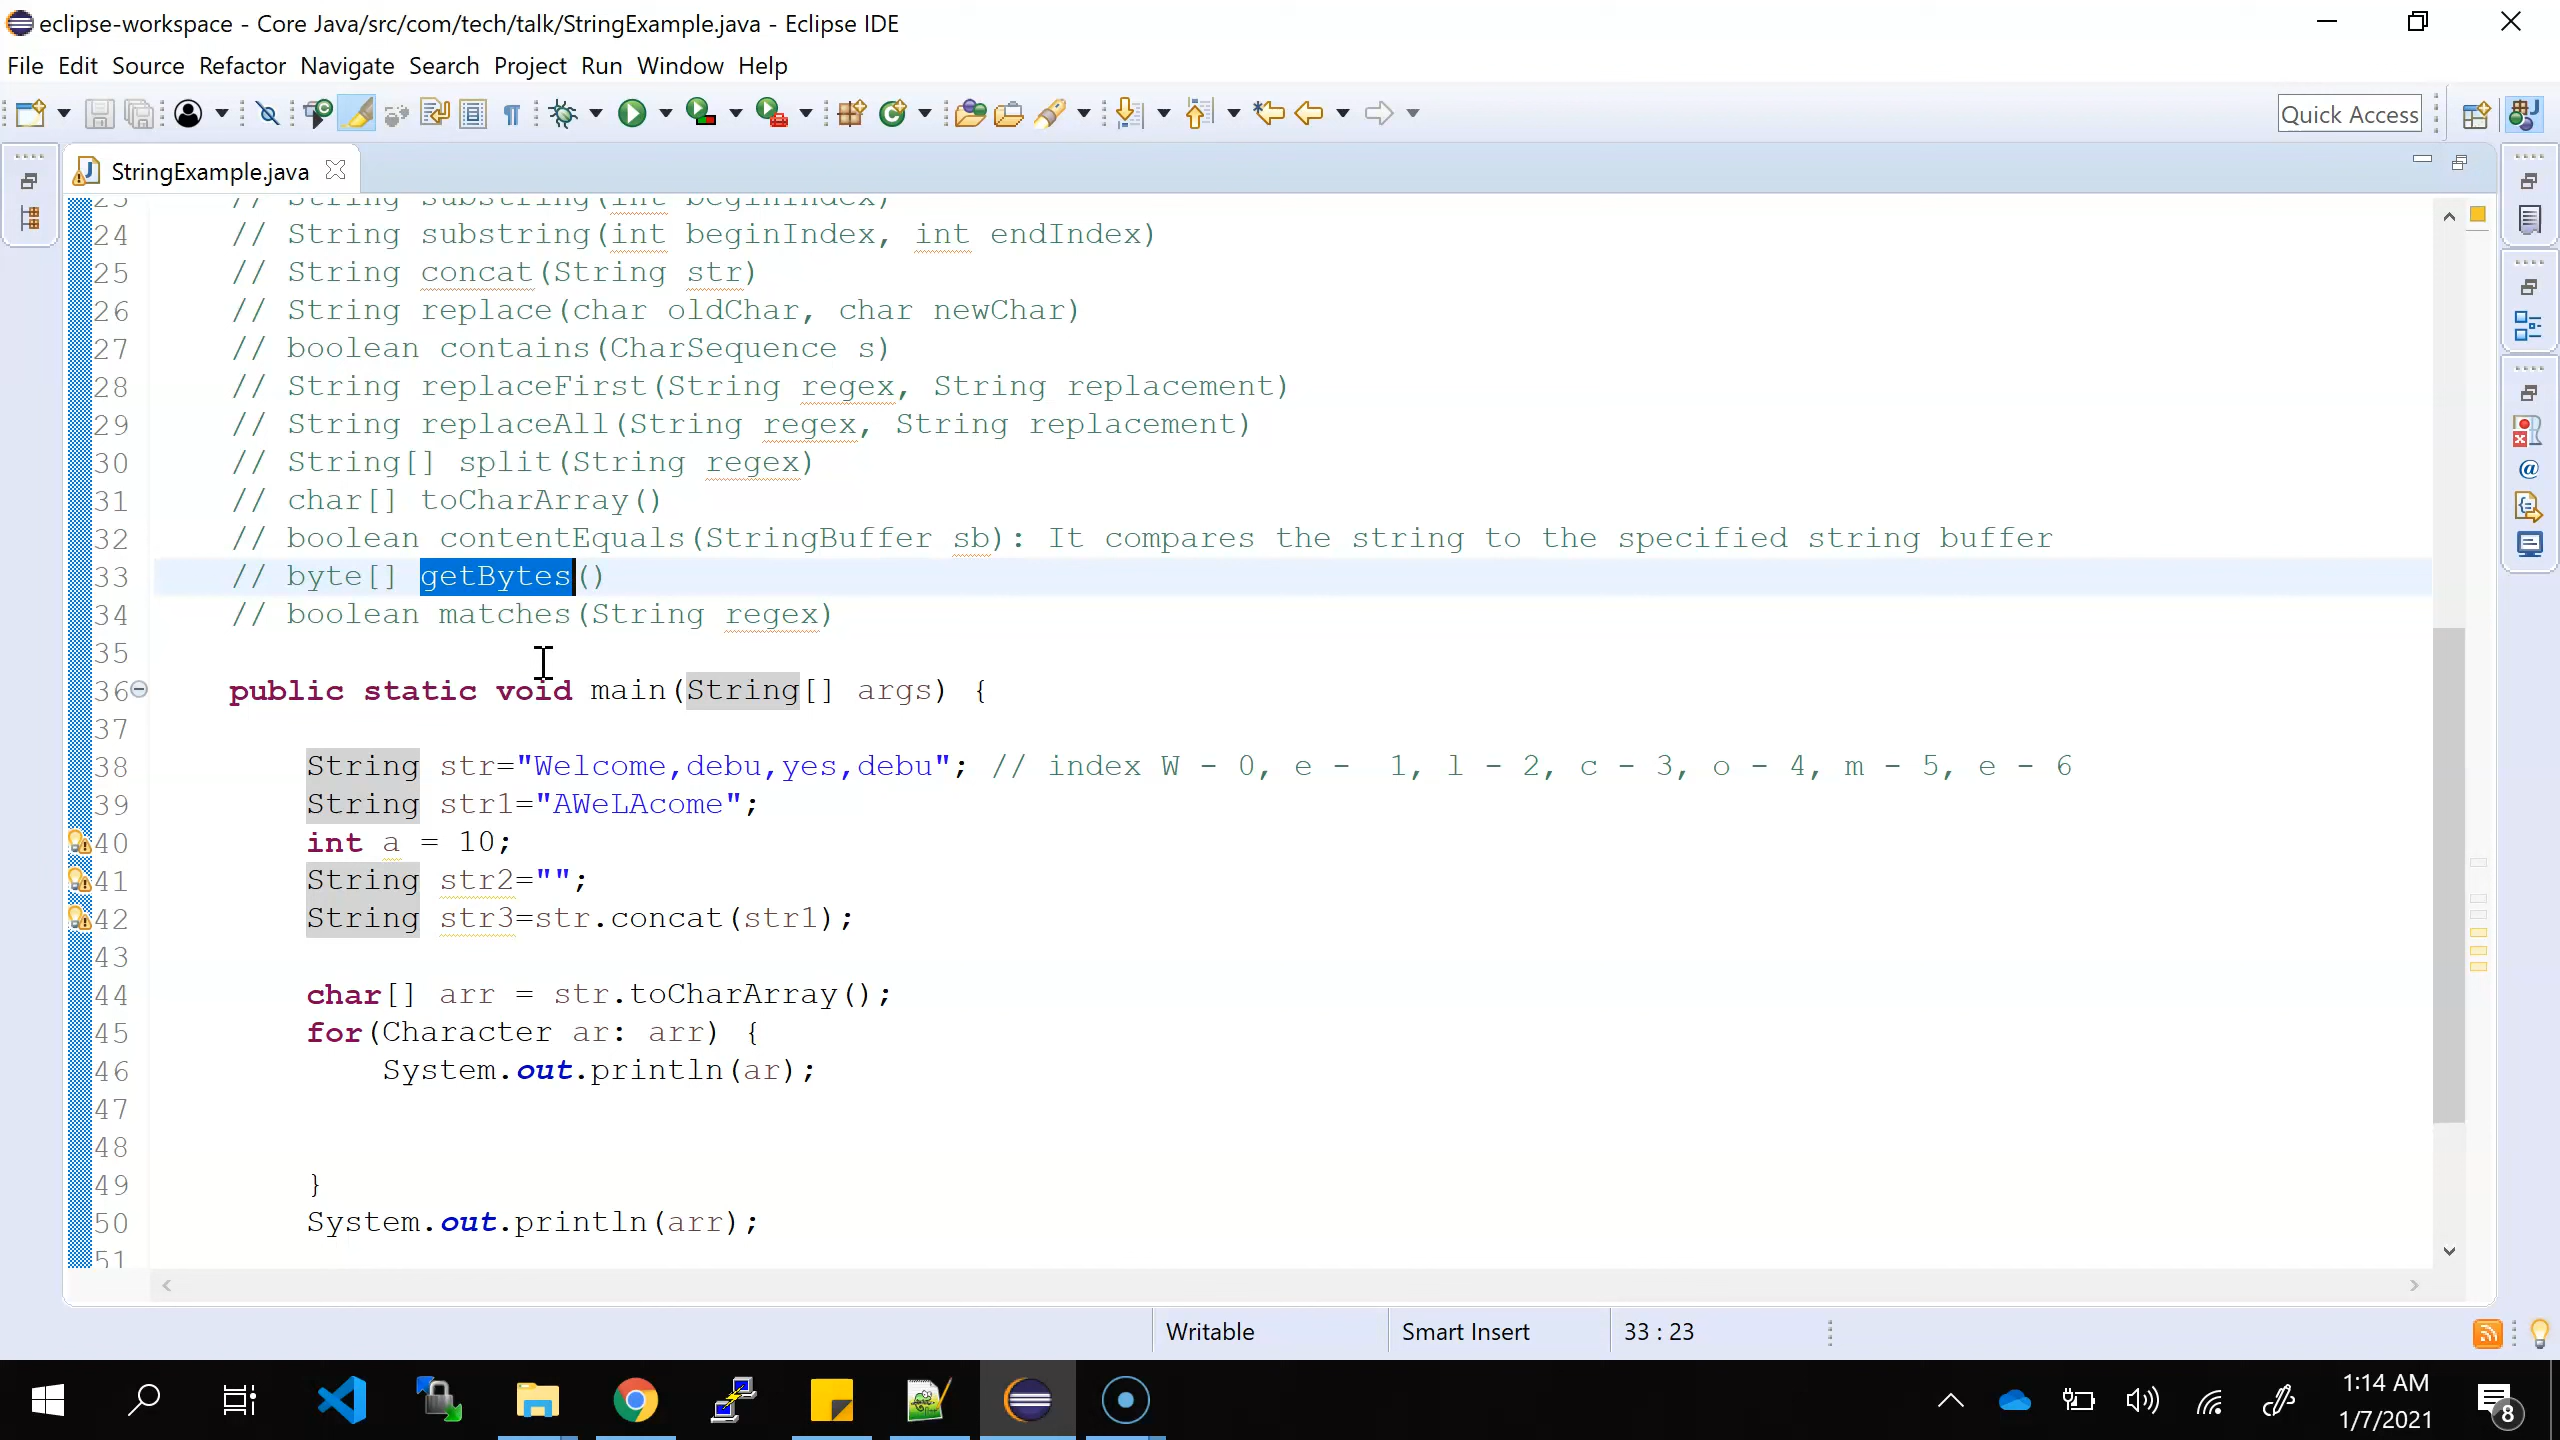 eclipse-workspace - Core Java/src/com/tech/talk/StringExample.java - Eclipse IDE
File Edit Source Refactor Navigate Search Project Run Window Help
Quick Access
StringExample.java
23 // String substring(int beginIndex)
24 // String substring(int beginIndex, int endIndex)
25 // String concat(String str)
26 // String replace(char oldChar, char newChar)
27 // boolean contains(CharSequence s)
28 // String replaceFirst(String regex, String replacement)
29 // String replaceAll(String regex, String replacement)
30 // String[] split(String regex)
31 // char[] toCharArray()
32 // boolean contentEquals(StringBuffer sb): It compares the string to the specified string buffer
33 // byte[] getBytes()
34 // boolean matches(String regex)
35
36 public static void main(String[] args) {
37
38 String str="Welcome,debu,yes,debu"; // index W - 0, e -  1, l - 2, c - 3, o - 4, m - 5, e - 6
39 String str1="AWeLAcome";
40 int a = 10;
41 String str2="";
42 String str3=str.concat(str1);
43
44 char[] arr = str.toCharArray();
45 for(Character ar: arr) {
46 System.out.println(ar);
47
48
49 }
50 System.out.println(arr);
51
Writable Smart Insert 33 : 23
1:14 AM
1/7/2021
8